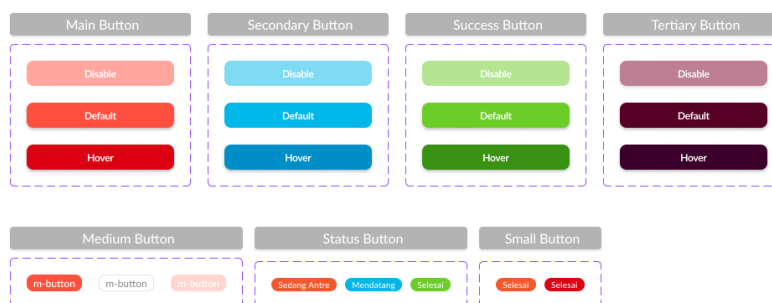 Main Button
Secondary Button
Success Button
Tertiary Button
Disable
Disable
Disable
Disable
Default
Default
Default
Default
Hover
Hover
Hover
Hover
Medium Button
Status Button
Small Button
m-button
m-button
m-button
Sedang Antre
Mendatang
Selesai
Selesai
Selesai